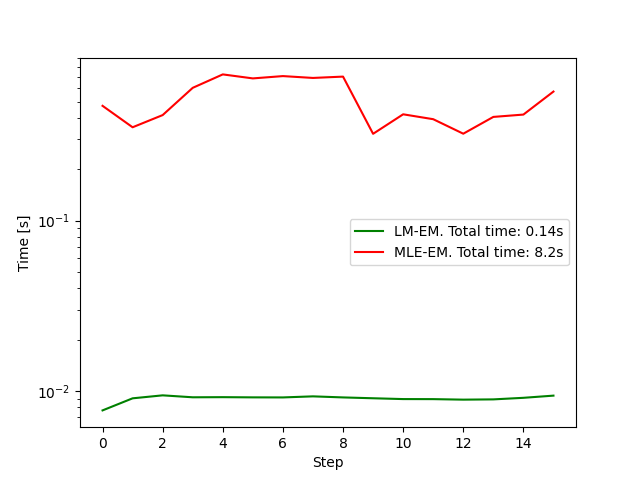 Time [s]
10⁻¹
10⁻²
LM-EM. Total time: 0.14s
MLE-EM. Total time: 8.2s
0 2 4 6 8 10 12 14
Step